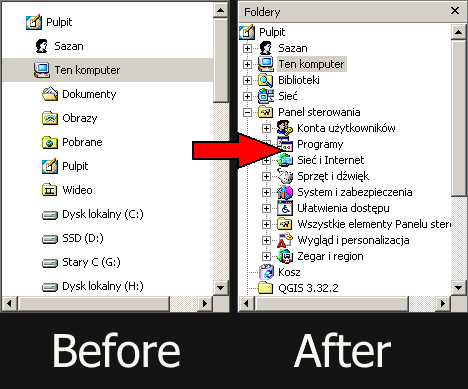 Pulpit
Sazan
Ten komputer
Dokumenty
Obrazy
Pobrane
Pulpit
Wideo
Dysk lokalny (C:)
SSD (D:)
Stary C (G:)
Dysk lokalny (H:)
Before
Foldery
Pulpit
Sazan
Ten komputer
Biblioteki
Sieć
Panel sterowania
Konta użytkowników
Programy
Sieć i Internet
Sprzęt i dźwięk
System i zabezpieczenia
Ułatwienia dostępu
Wszystkie elementy Panelu ster
Wygląd i personalizacja
Zegar i region
Kosz
QGIS 3.32.2
After